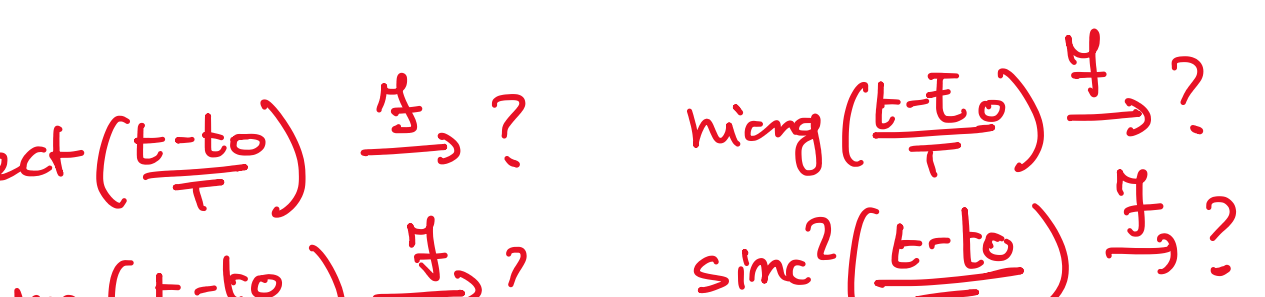 ect (t-to/T) F→ ?
(t-to) F→ ?
triang (t-to/T) F→ ?
sinc² (t-to) F→ ?